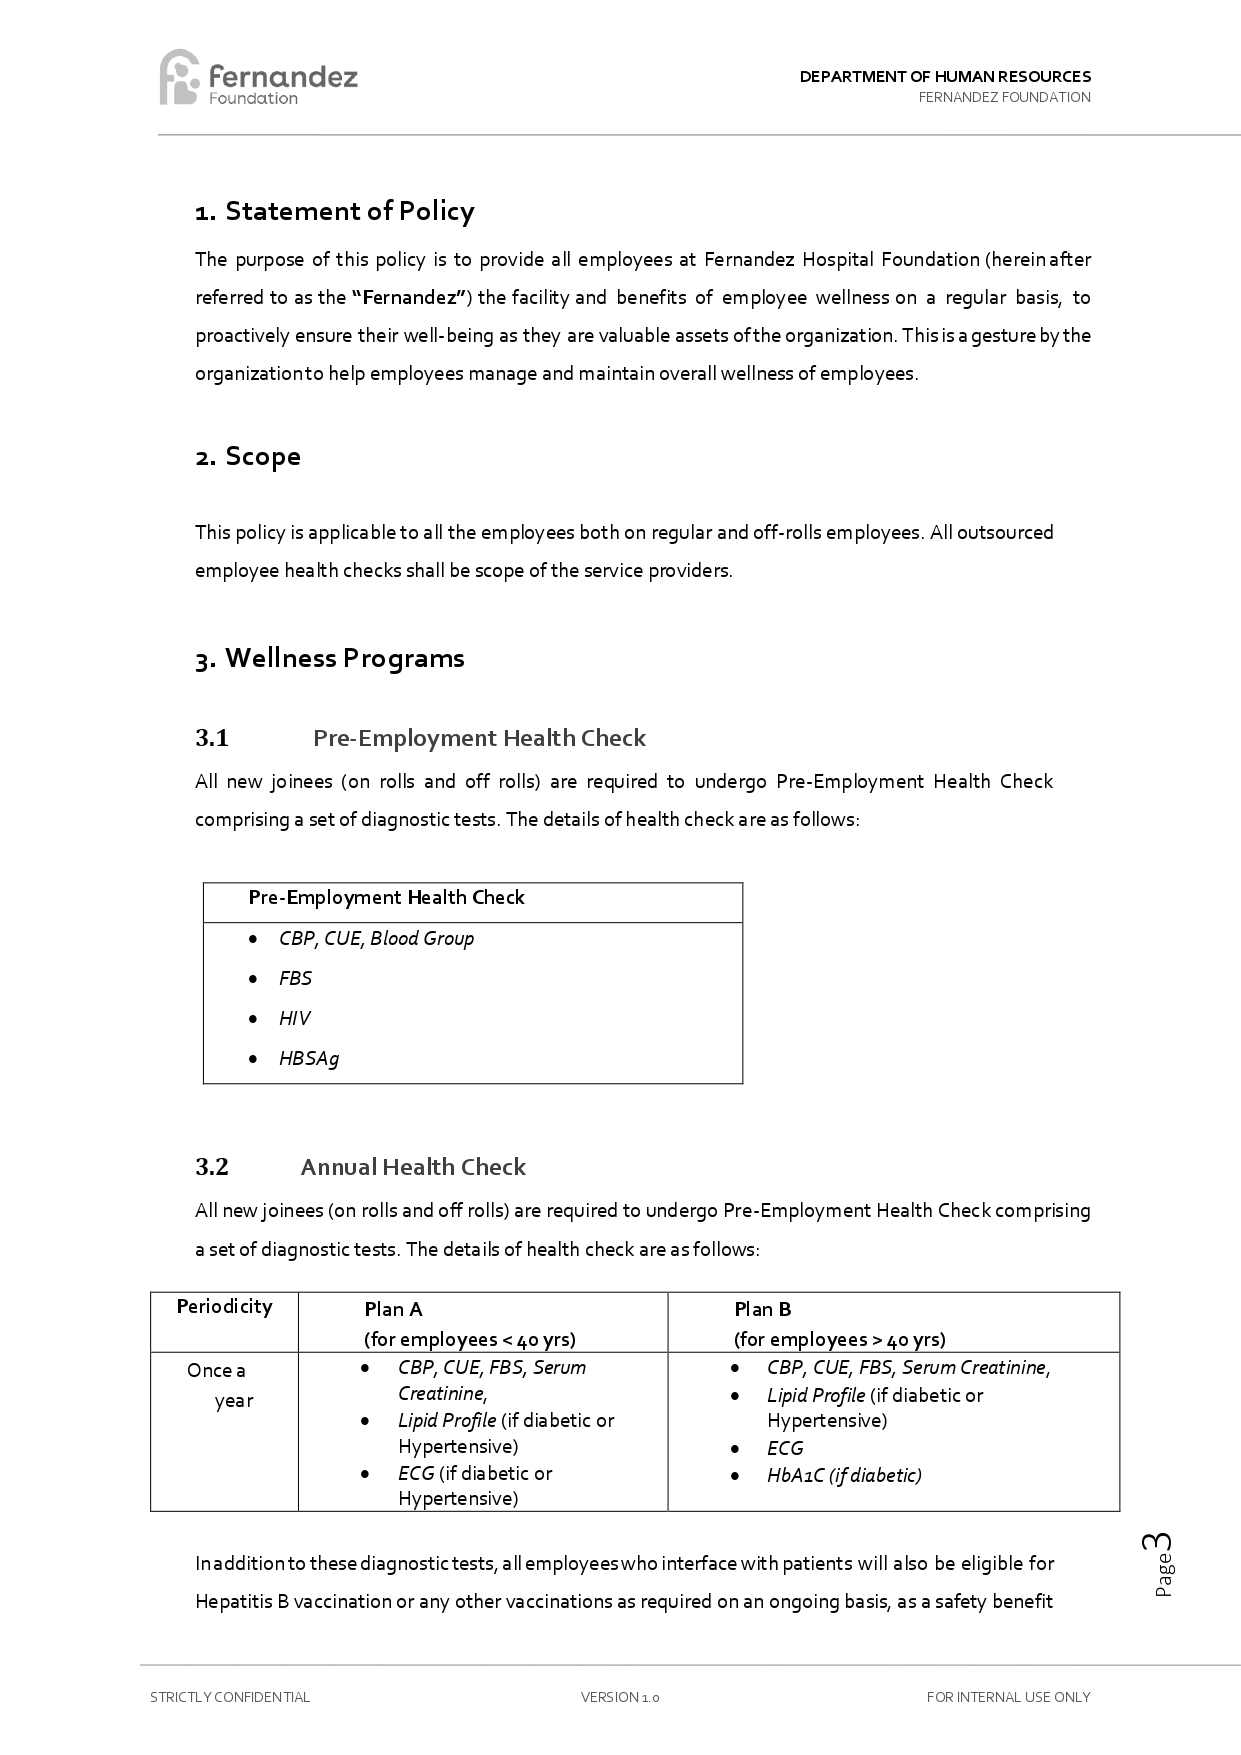 fernandez
Foundation
DEPARTMENT OF HUMAN RESOURCES
FERNANDEZ FOUNDATION
1. Statement of Policy
The purpose of this policy is to provide all employees at Fernandez Hospital Foundation (herein after
referred to as the “Fernandez”) the facility and benefits of employee wellness on a regular basis, to
proactively ensure their well-being as they are valuable assets of the organization. This is a gesture by the
organization to help employees manage and maintain overall wellness of employees.
2. Scope
This policy is applicable to all the employees both on regular and off-rolls employees. All outsourced
employee health checks shall be scope of the service providers.
3. Wellness Programs
3.1 Pre-Employment Health Check
All new joinees (on rolls and off rolls) are required to undergo Pre-Employment Health Check
comprising a set of diagnostic tests. The details of health check are as follows:
Pre-Employment Health Check
• CBP, CUE, Blood Group
• FBS
• HIV
• HBSAg
3.2 Annual Health Check
All new joinees (on rolls and off rolls) are required to undergo Pre-Employment Health Check comprising
a set of diagnostic tests. The details of health check are as follows:
Periodicity
Plan A
(for employees < 40 yrs)
Plan B
(for employees > 40 yrs)
Once a
year
• CBP, CUE, FBS, Serum
Creatinine,
• Lipid Profile (if diabetic or
Hypertensive)
• ECG (if diabetic or
Hypertensive)
• CBP, CUE, FBS, Serum Creatinine,
• Lipid Profile (if diabetic or
Hypertensive)
• ECG
• HbA1C (if diabetic)
In addition to these diagnostic tests, all employees who interface with patients will also be eligible for
Hepatitis B vaccination or any other vaccinations as required on an ongoing basis, as a safety benefit
Page3
STRICTLY CONFIDENTIAL
VERSION 1.0
FOR INTERNAL USE ONLY